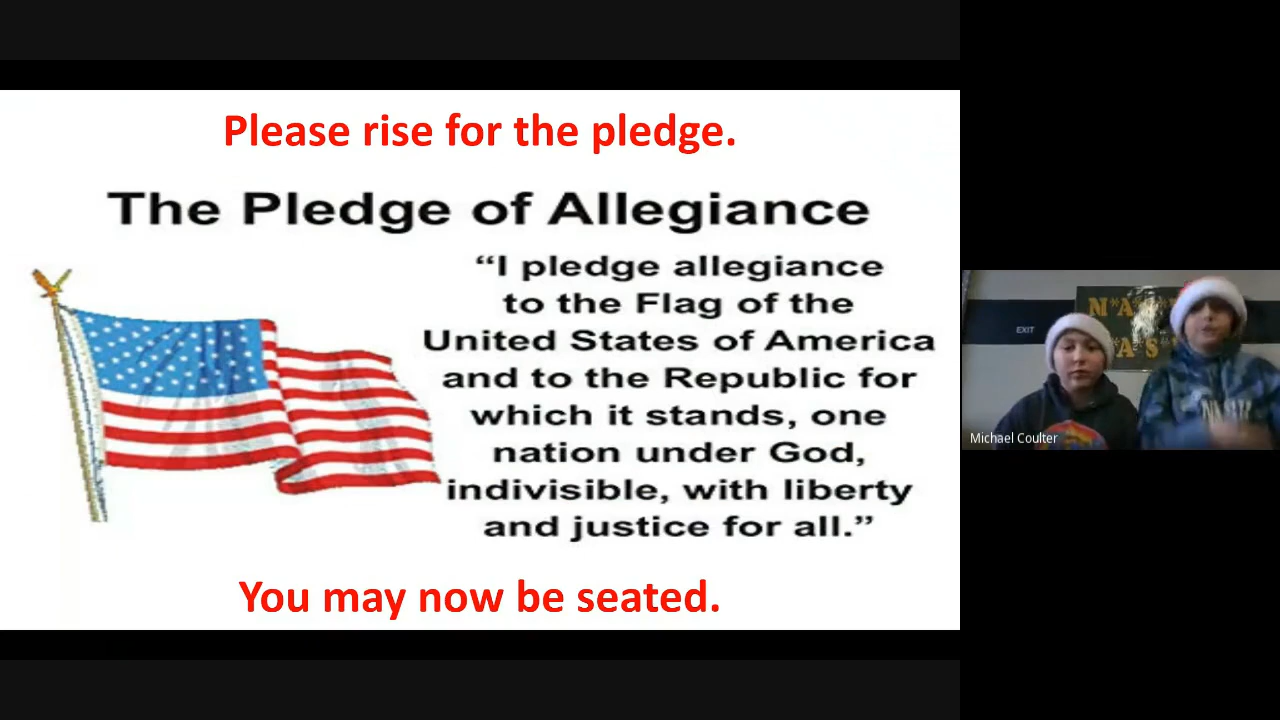 Please rise for the pledge.
The Pledge of Allegiance
“I pledge allegiance
to the Flag of the
United States of America
and to the Republic for
which it stands, one
nation under God,
indivisible, with liberty
and justice for all.”
You may now be seated.
EXIT
Michael Coulter